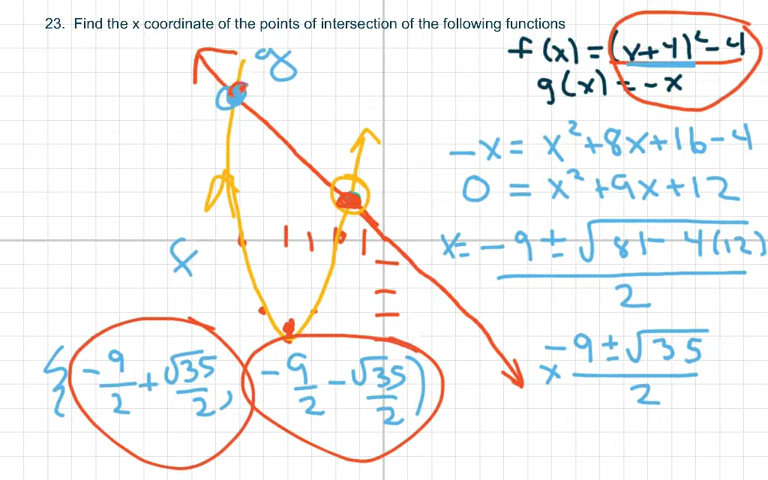 23. Find the x coordinate of the points of intersection of the following functions
f(x) = (x+4)²-4
g(x) = -x
g
-x = x²+8x+16-4
0 = x²+9x+12
x = -9 ± √81-4(12)
2
f
x -9 ± √35
2
{ -9/2 + √35/2, -9/2 - √35/2 )